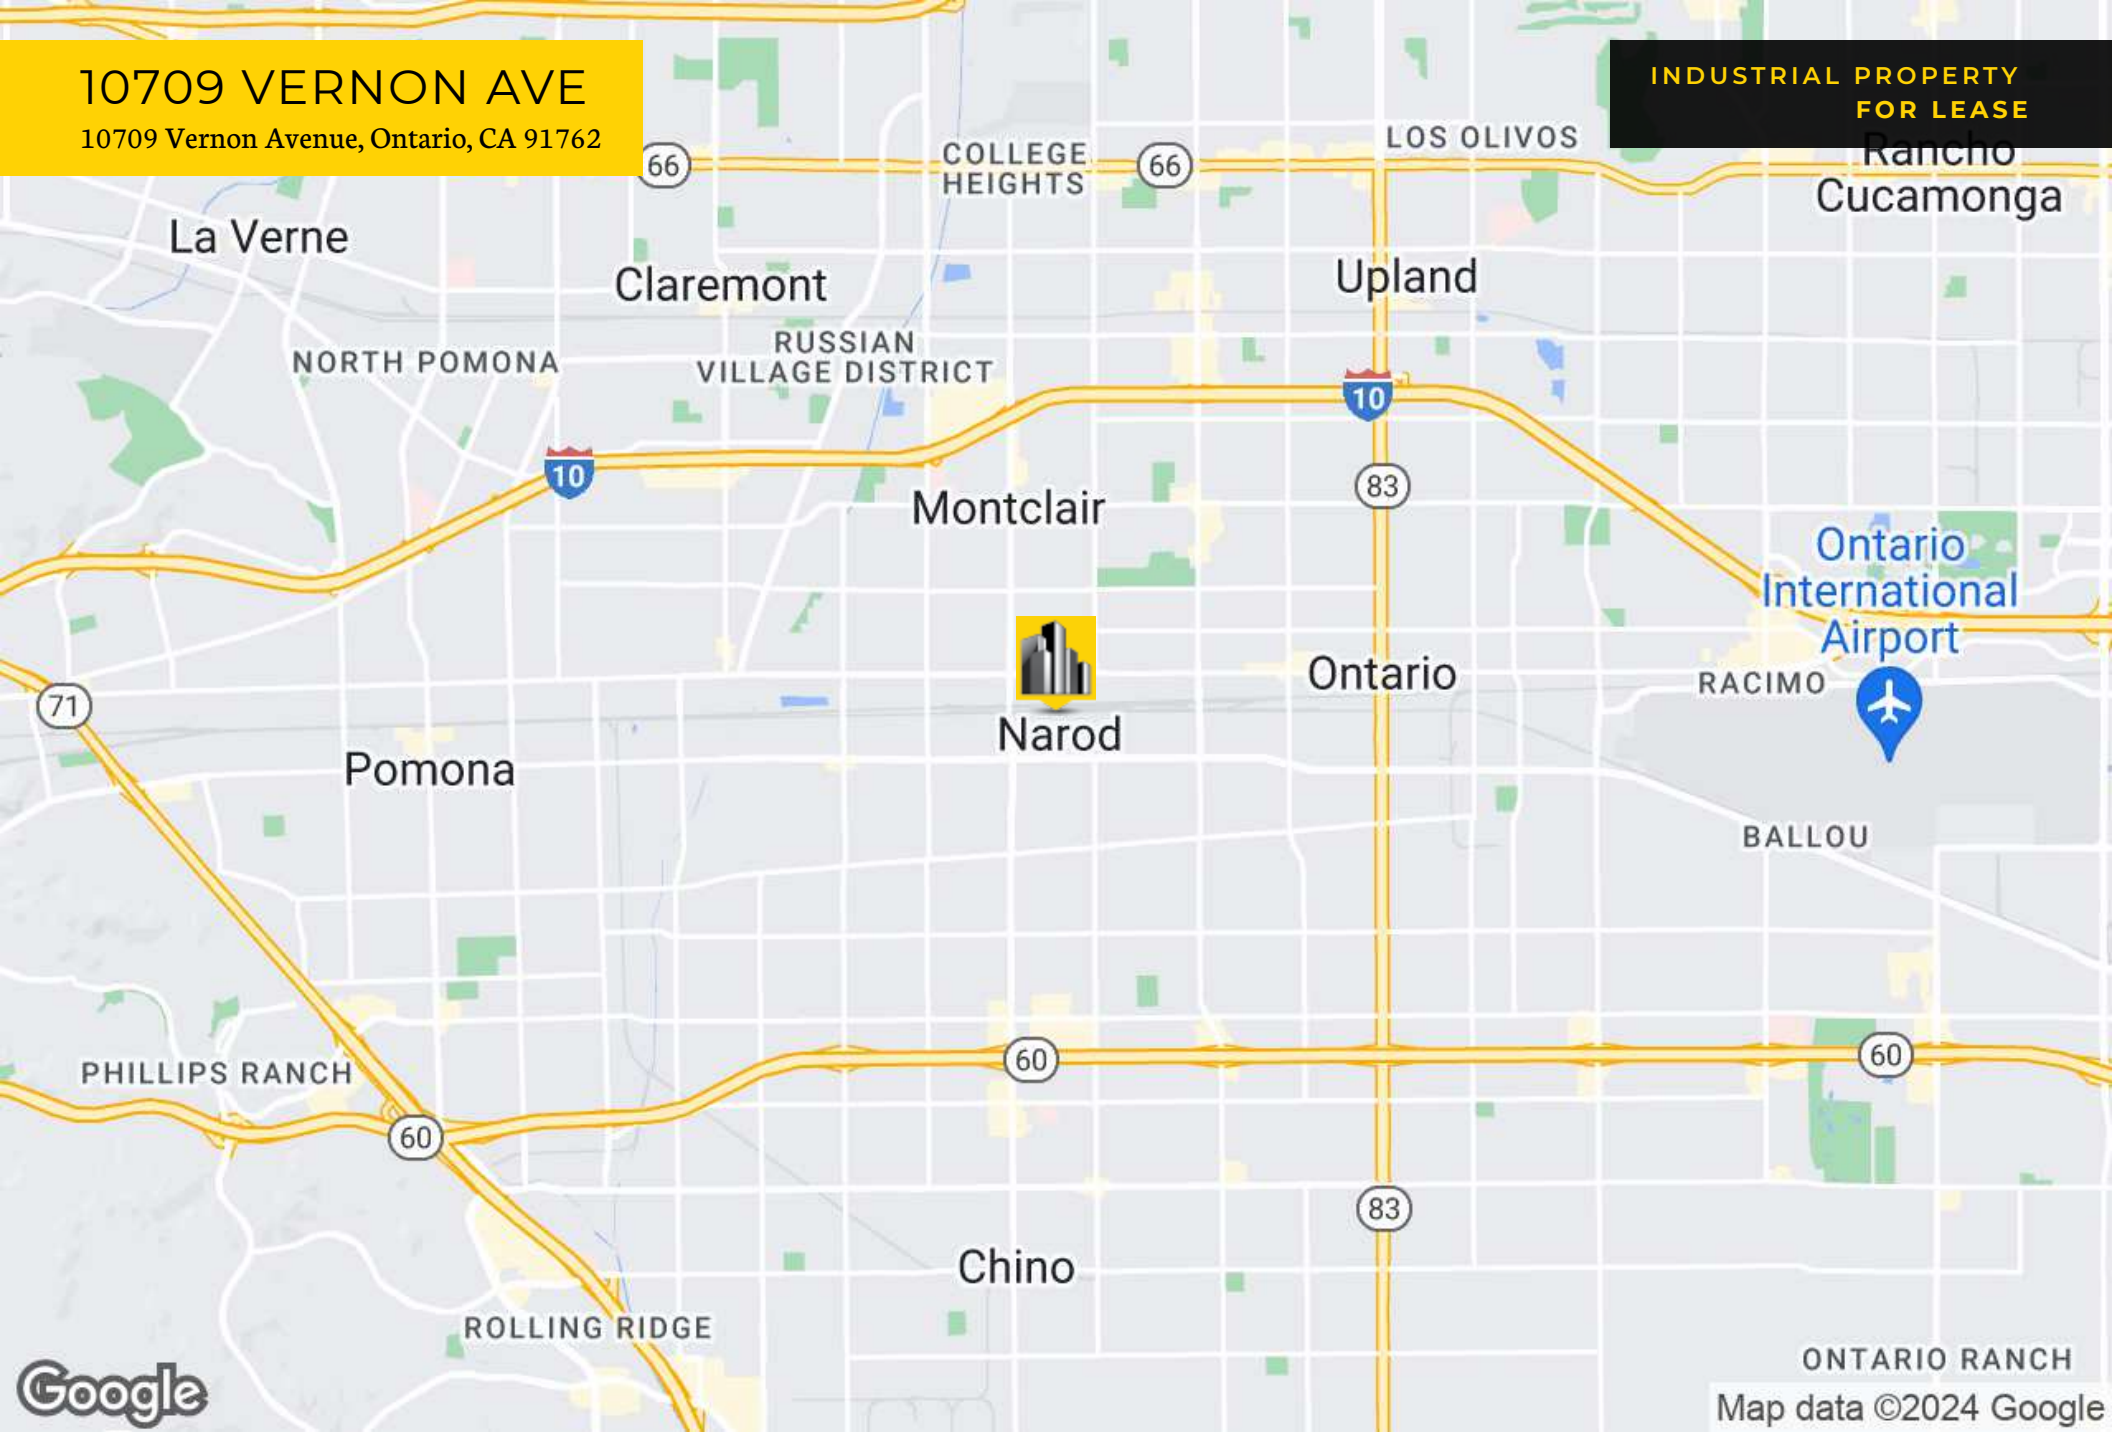 10709 VERNON AVE
10709 Vernon Avenue, Ontario, CA 91762
INDUSTRIAL PROPERTY
FOR LEASE
66
COLLEGE
HEIGHTS
66
LOS OLIVOS
Rancho
Cucamonga
La Verne
Claremont
Upland
RUSSIAN
VILLAGE DISTRICT
NORTH POMONA
10
10
83
Montclair
Ontario
International
Airport
71
Ontario
RACIMO
Narod
Pomona
BALLOU
PHILLIPS RANCH
60
60
60
83
Chino
ROLLING RIDGE
ONTARIO RANCH
Google
Map data ©2024 Google